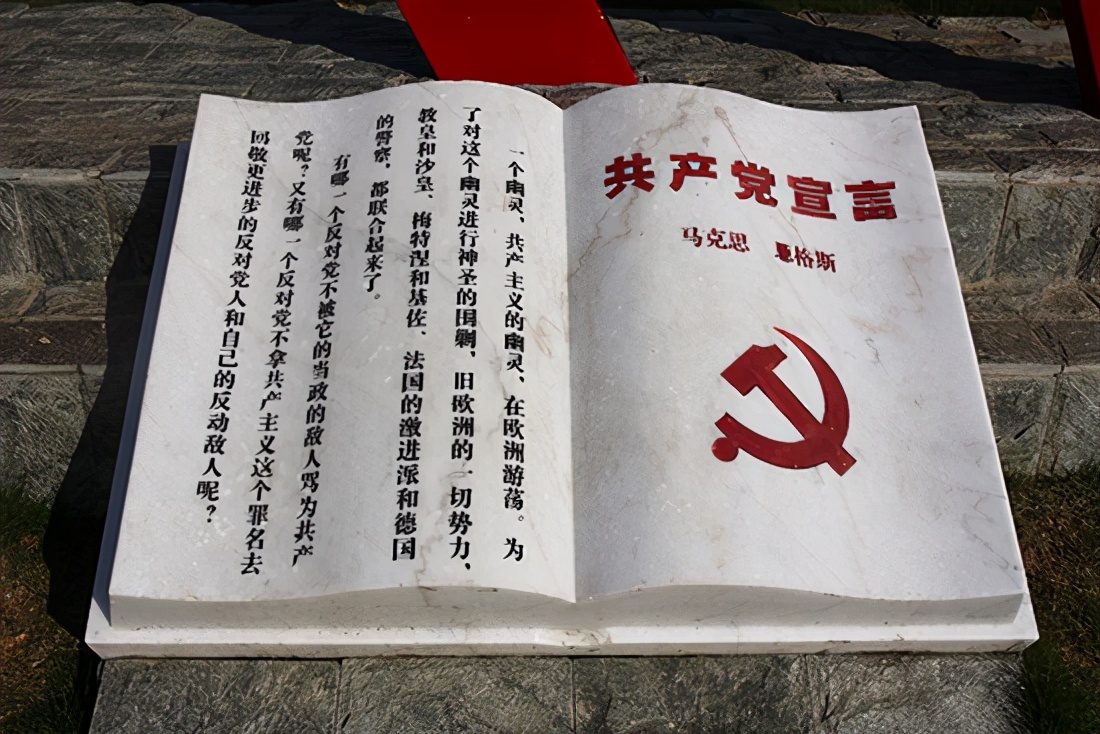 共产党宣言
马克思 恩格斯
一个幽灵，共产主义的幽灵，在欧洲游荡。为
了对这个幽灵进行神圣的围剿，旧欧洲的一切势力，
教皇和沙皇、梅特涅和基佐、法国的激进派和德国
的警察，都联合起来了。
有哪一个反对党不被它的当政的敌人骂为共产
党呢？又有哪一个反对党不拿共产主义这个罪名去
回敬更进步的反对党人和自己的反动敌人呢？